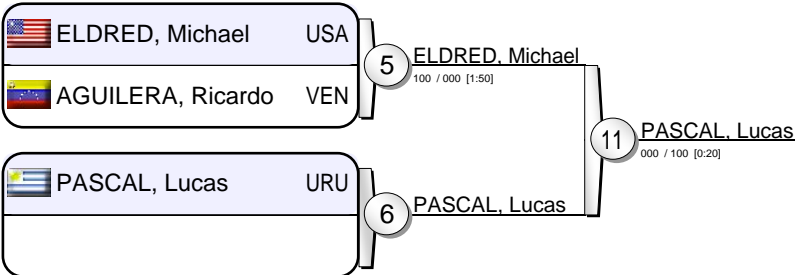 ELDRED, Michael USA
AGUILERA, Ricardo VEN
5
ELDRED, Michael
100 / 000 [1:50]
PASCAL, Lucas URU
6
PASCAL, Lucas
11
PASCAL, Lucas
000 / 100 [0:20]